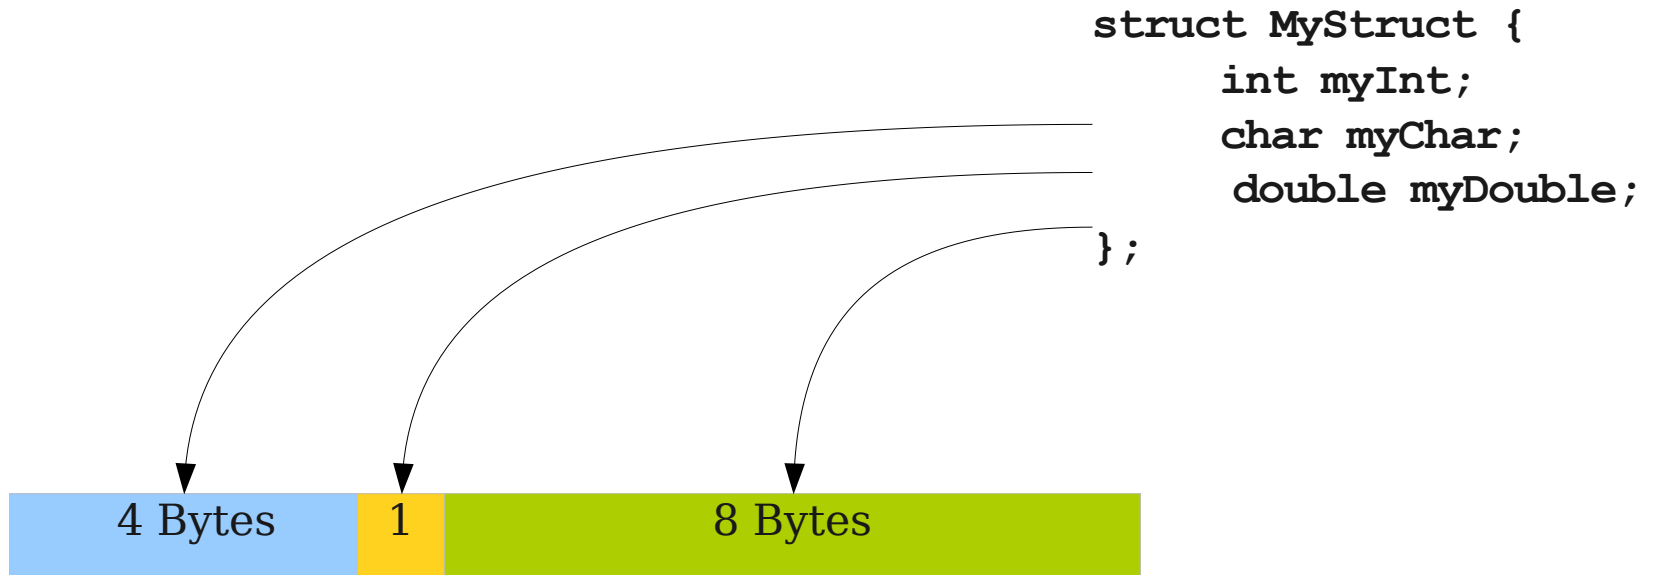 struct MyStruct {
int myInt;
char myChar;
double myDouble;
};
4 Bytes 1 8 Bytes